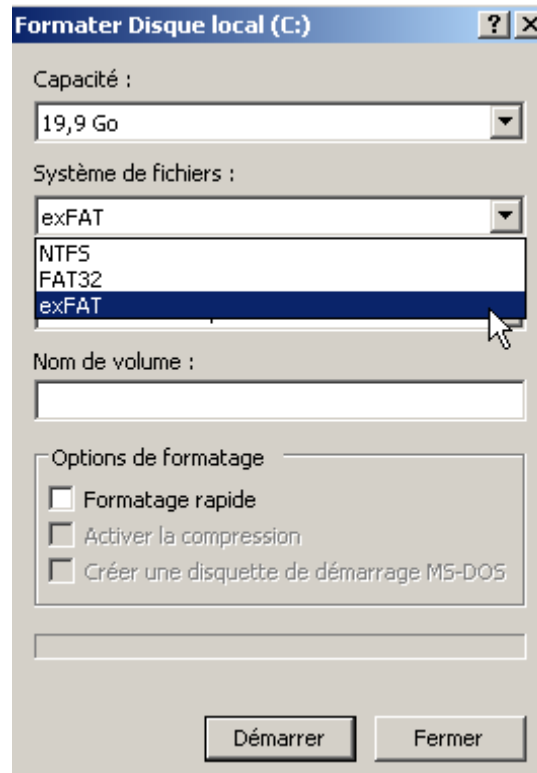 Formater Disque local (C:)
Capacité :
19,9 Go
Système de fichiers :
exFAT
NTFS
FAT32
exFAT
Nom de volume :
Options de formatage
Formatage rapide
Activer la compression
Créer une disquette de démarrage MS-DOS
Démarrer Fermer